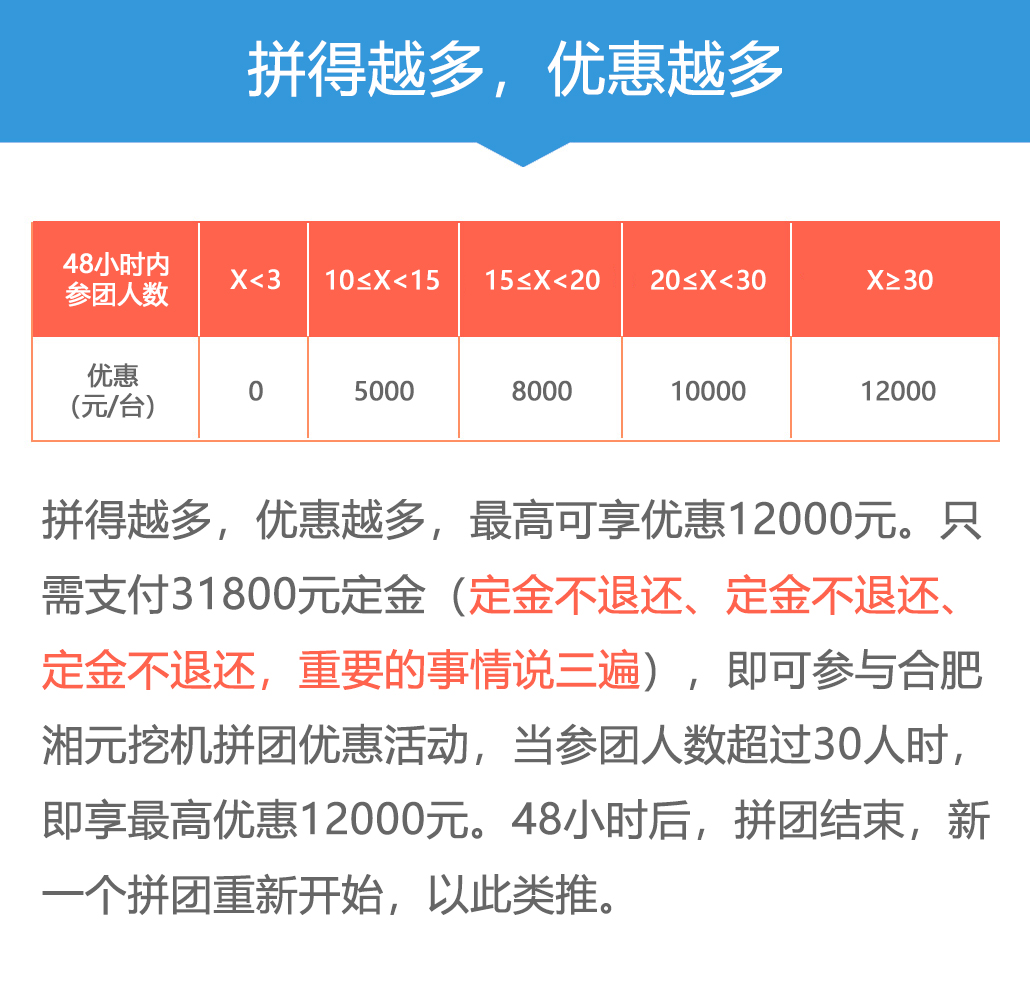 拼得越多，优惠越多
48小时内
参团人数
X<3
10≤X<15
15≤X<20
20≤X<30
X≥30
优惠
(元/台)
0
5000
8000
10000
12000
拼得越多，优惠越多，最高可享优惠12000元。只
需支付31800元定金（定金不退还、定金不退还、
定金不退还，重要的事情说三遍），即可参与合肥
湘元挖机拼团优惠活动，当参团人数超过30人时，
即享最高优惠12000元。48小时后，拼团结束，新
一个拼团重新开始，以此类推。